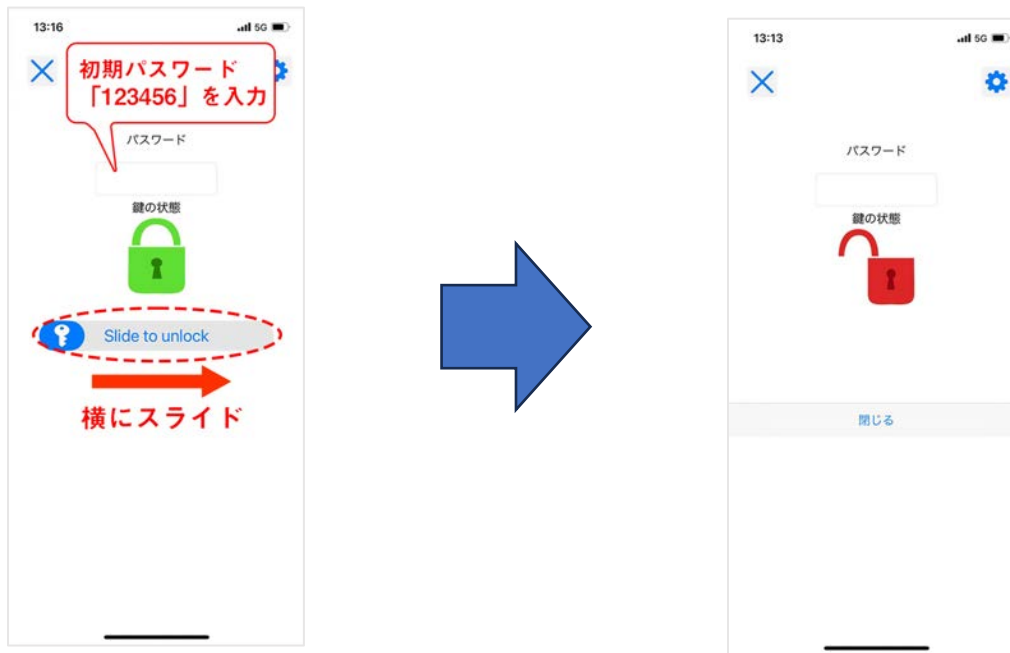 13:16
5G
初期パスワード
「123456」を入力
パスワード
鍵の状態
Slide to unlock
横にスライド
13:13
5G
パスワード
鍵の状態
閉じる